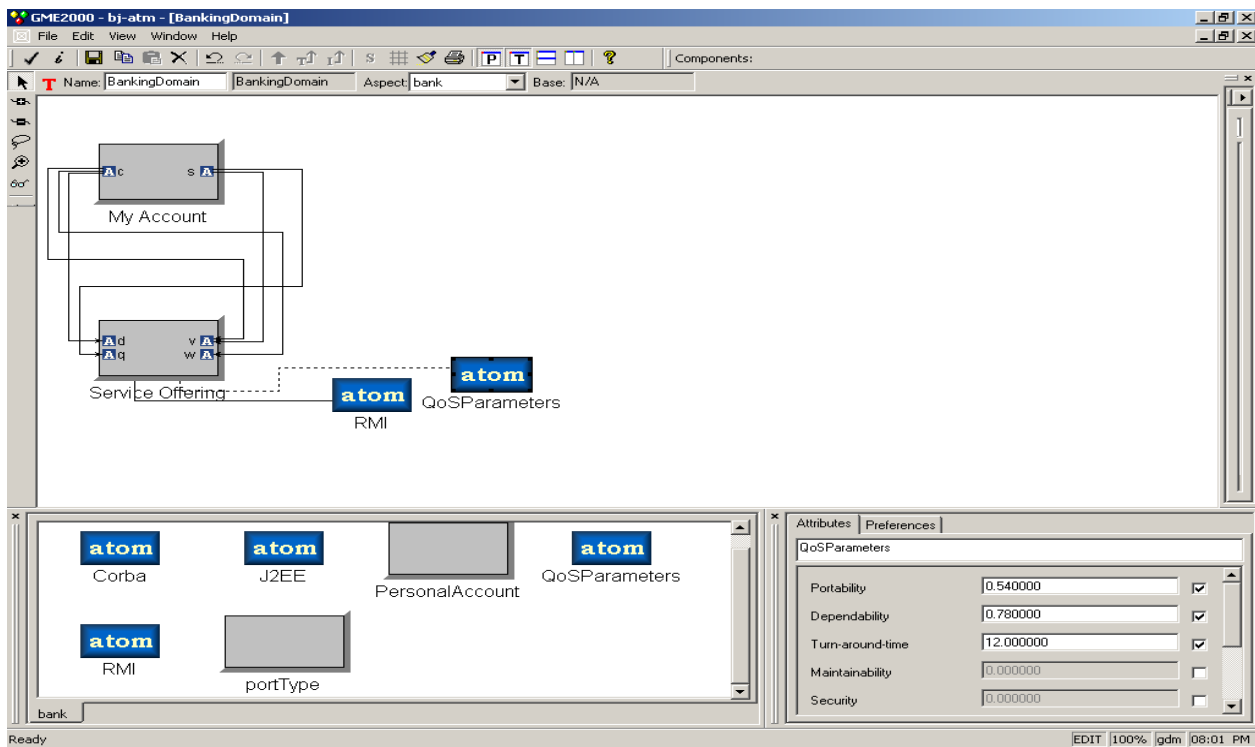 GME2000 - bj-atm - [BankingDomain]
File Edit View Window Help
P T Components:
T Name: BankingDomain BankingDomain Aspect: bank Base: N/A
A c s A
My Account
A d v A
A q w A
Service Offering
atom
QoSParameters
atom
RMI
atom
Corba
atom
J2EE
PersonalAccount
atom
QoSParameters
atom
RMI
portType
bank
Attributes Preferences
QoSParameters
Portability 0.540000
Dependability 0.780000
Turn-around-time 12.000000
Maintainability 0.000000
Security 0.000000
Ready EDIT 100% gdm 08:01 PM